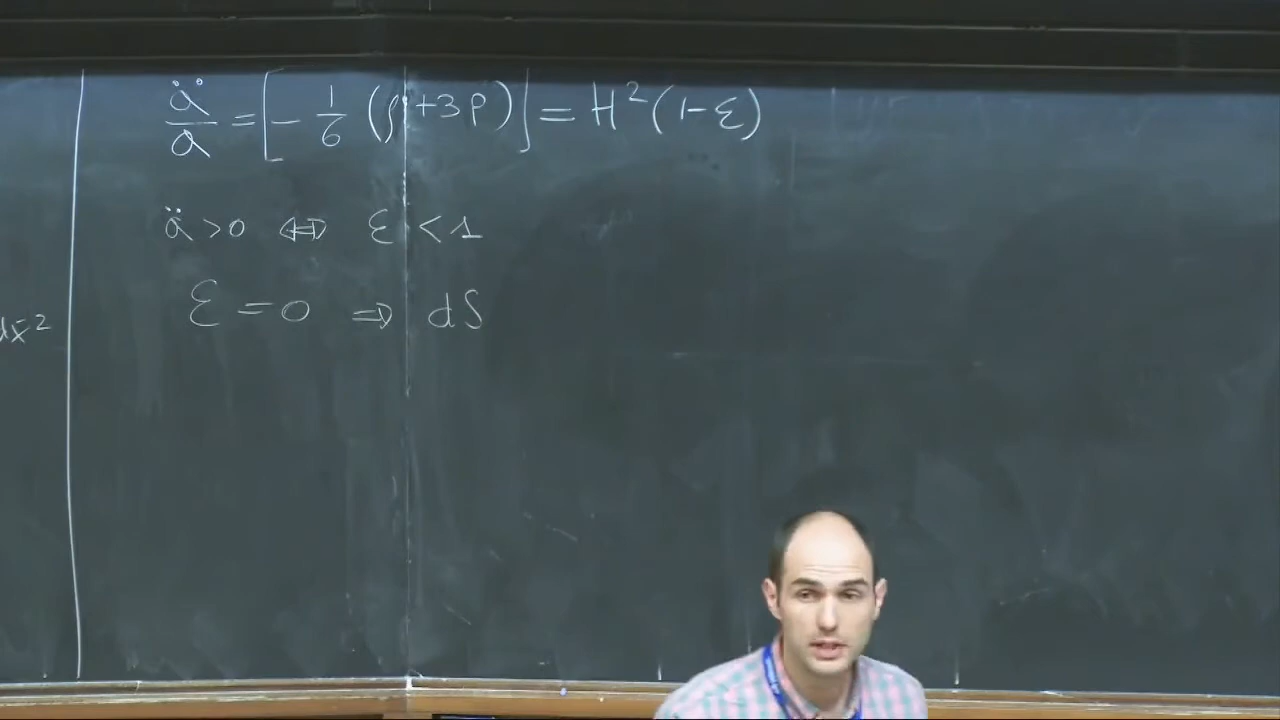 ä/a = [- 1/6 (ρ+3p)] = H²(1-ε)
ä > 0 ⇔ ε < 1
ε = 0 ⇒ dS
dx²